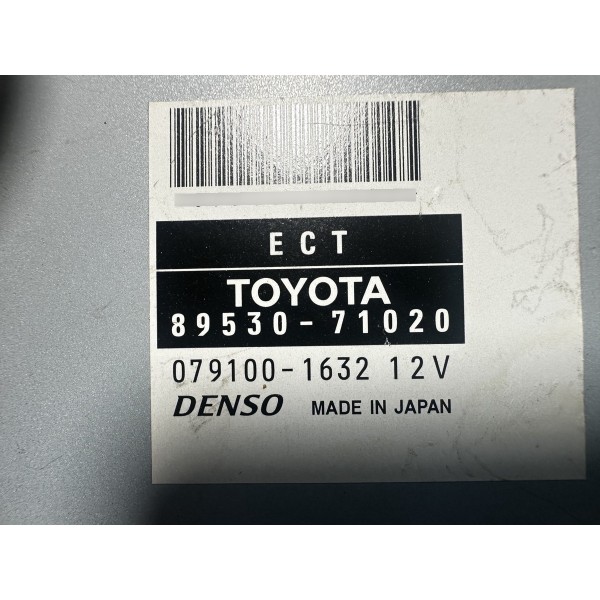 ECT
TOYOTA
89530-71020
079100-1632 12V
DENSO MADE IN JAPAN